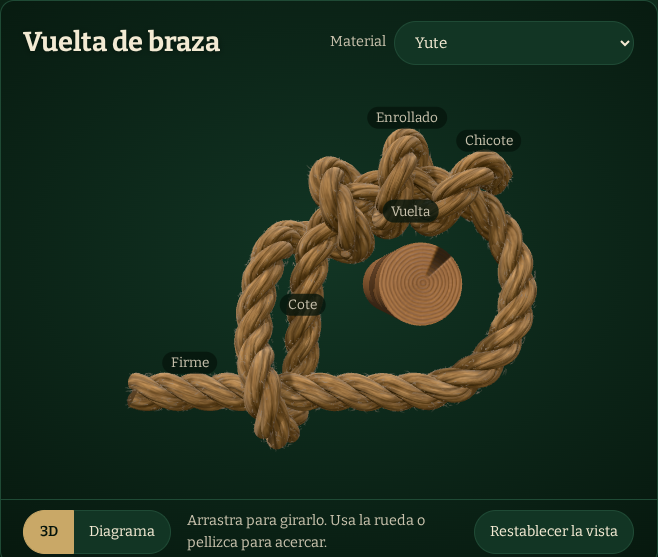 Vuelta de braza
Material
Yute
Enrollado
Chicote
Vuelta
Cote
Firme
3D
Diagrama
Arrastra para girarlo. Usa la rueda o
pellizca para acercar.
Restablecer la vista